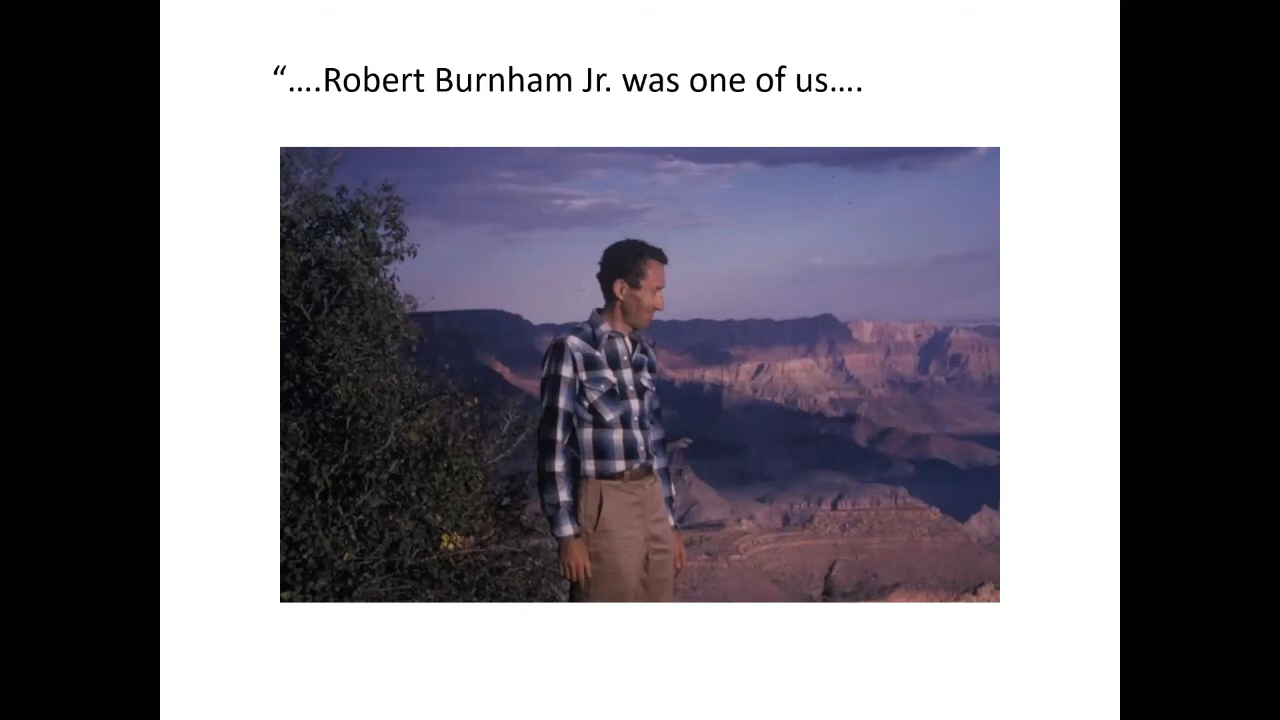 “….Robert Burnham Jr. was one of us….